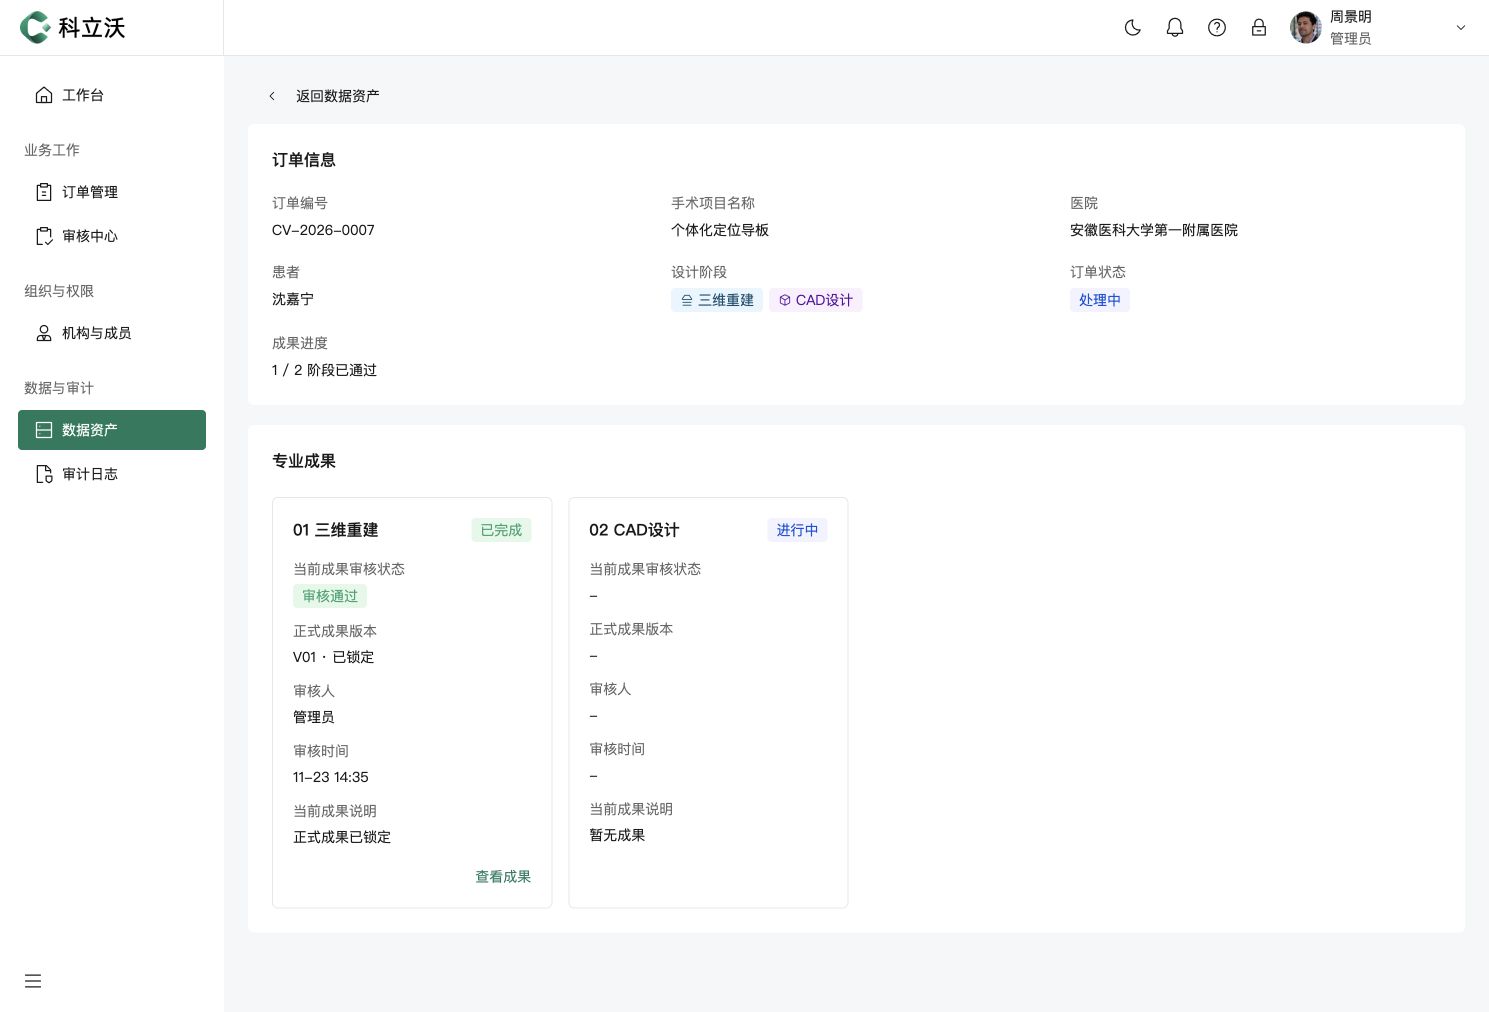 科立沃
周景明
管理员
工作台
业务工作
订单管理
审核中心
组织与权限
机构与成员
数据与审计
数据资产
审计日志
返回数据资产
订单信息
订单编号
CV-2026-0007
手术项目名称
个体化定位导板
医院
安徽医科大学第一附属医院
患者
沈嘉宁
设计阶段
三维重建 CAD设计
订单状态
处理中
成果进度
1 / 2 阶段已通过
专业成果
01 三维重建 已完成
当前成果审核状态
审核通过
正式成果版本
V01 · 已锁定
审核人
管理员
审核时间
11-23 14:35
当前成果说明
正式成果已锁定
查看成果
02 CAD设计 进行中
当前成果审核状态
–
正式成果版本
–
审核人
–
审核时间
–
当前成果说明
暂无成果